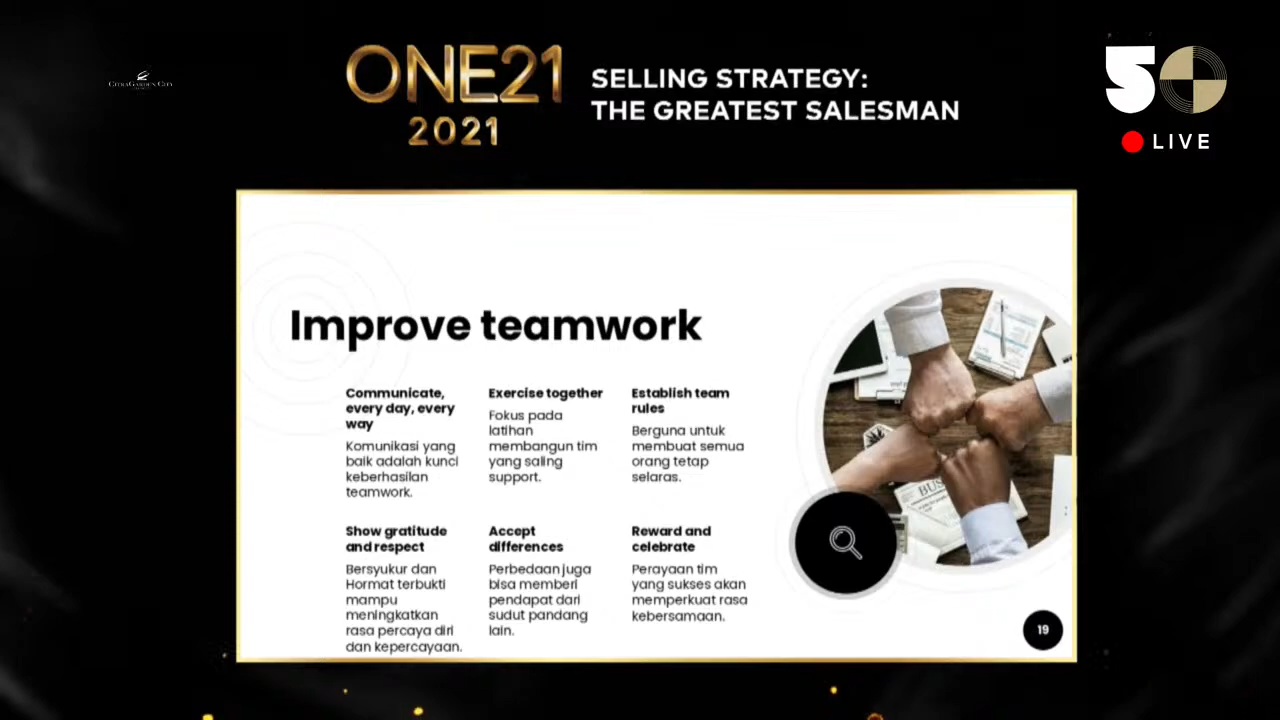 CITRAGARDEN CITY
ONE21
2021
SELLING STRATEGY:
THE GREATEST SALESMAN
50
LIVE
Improve teamwork
Communicate,
every day, every
way
Komunikasi yang
baik adalah kunci
keberhasilan
teamwork.
Exercise together
Fokus pada
latihan
membangun tim
yang saling
support.
Establish team
rules
Berguna untuk
membuat semua
orang tetap
selaras.
Show gratitude
and respect
Bersyukur dan
Hormat terbukti
mampu
meningkatkan
rasa percaya diri
dan kepercayaan.
Accept
differences
Perbedaan juga
bisa memberi
pendapat dari
sudut pandang
lain.
Reward and
celebrate
Perayaan tim
yang sukses akan
memperkuat rasa
kebersamaan.
BUS
19